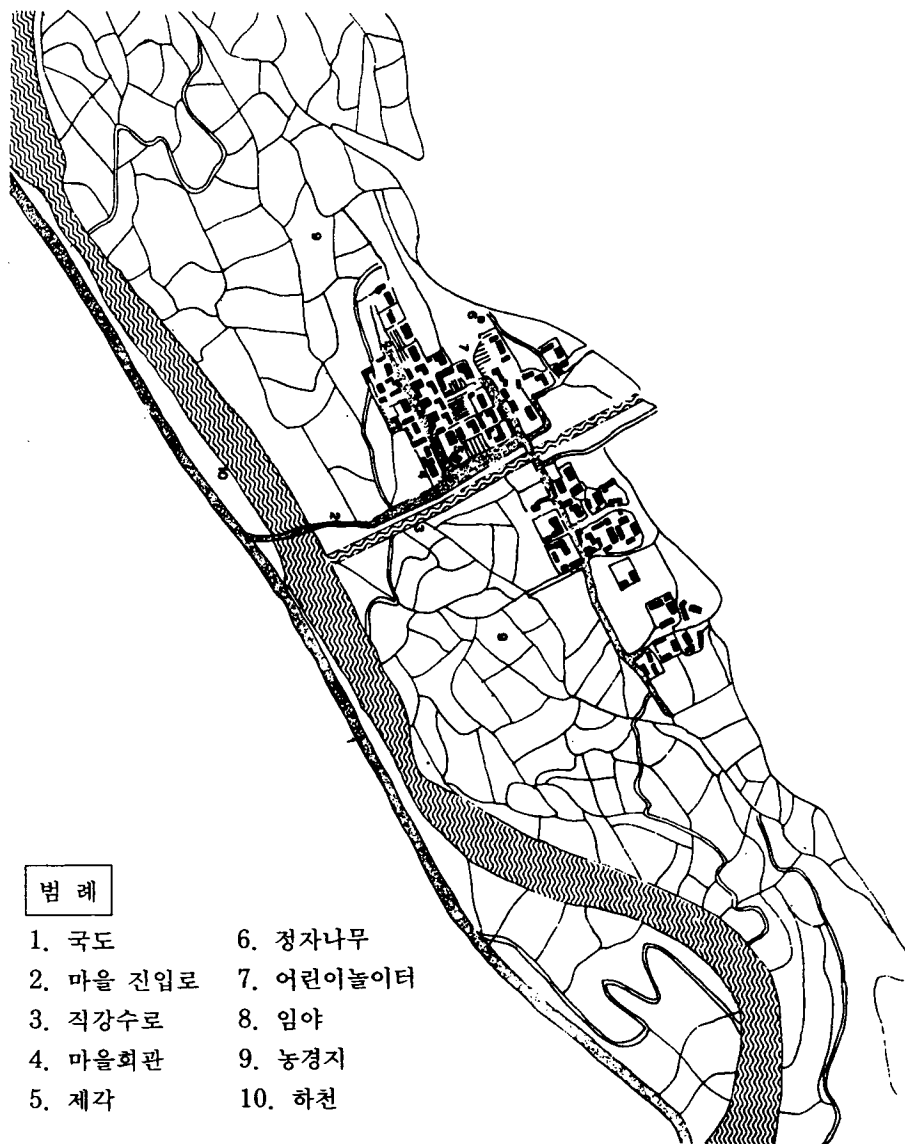 범 례
1. 국도
2. 마을 진입로
3. 직강수로
4. 마을회관
5. 제각
6. 정자나무
7. 어린이놀이터
8. 임야
9. 농경지
10. 하천